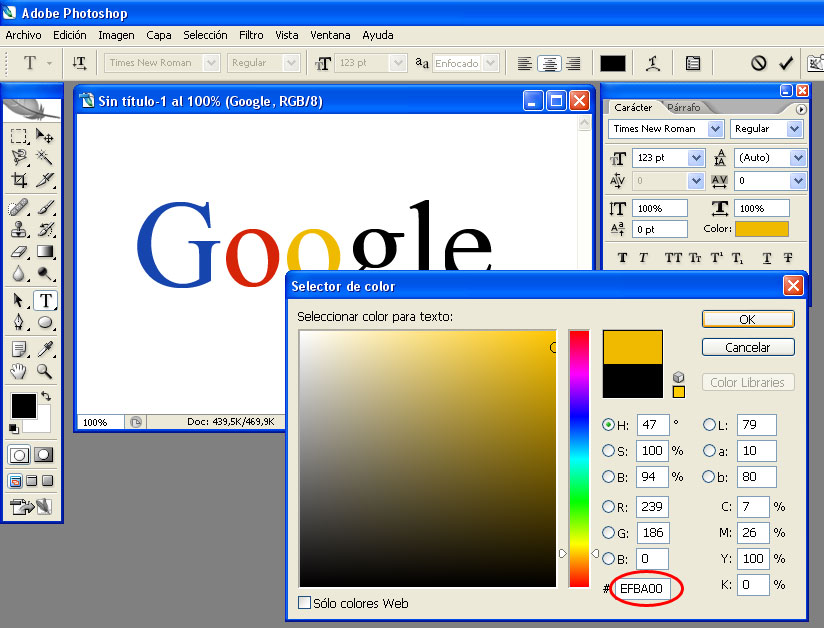 Adobe Photoshop
Archivo Edición Imagen Capa Selección Filtro Vista Ventana Ayuda
T T Times New Roman Regular TT 123 pt aa Enfocado
Sin título-1 al 100% (Google, RGB/8)
Google
100% Doc: 439,5K/469,9K
Carácter Párrafo
Times New Roman Regular
123 pt (Auto)
0 0
100% 100%
0 pt Color:
T T TT Tr T¹ T₁ T T
Selector de color
Seleccionar color para texto:
OK
Cancelar
Color Libraries
H: 47 ° L: 79
S: 100 % a: 10
B: 94 % b: 80
R: 239 C: 7 %
G: 186 M: 26 %
B: 0 Y: 100 %
# EFBA00 K: 0 %
Sólo colores Web